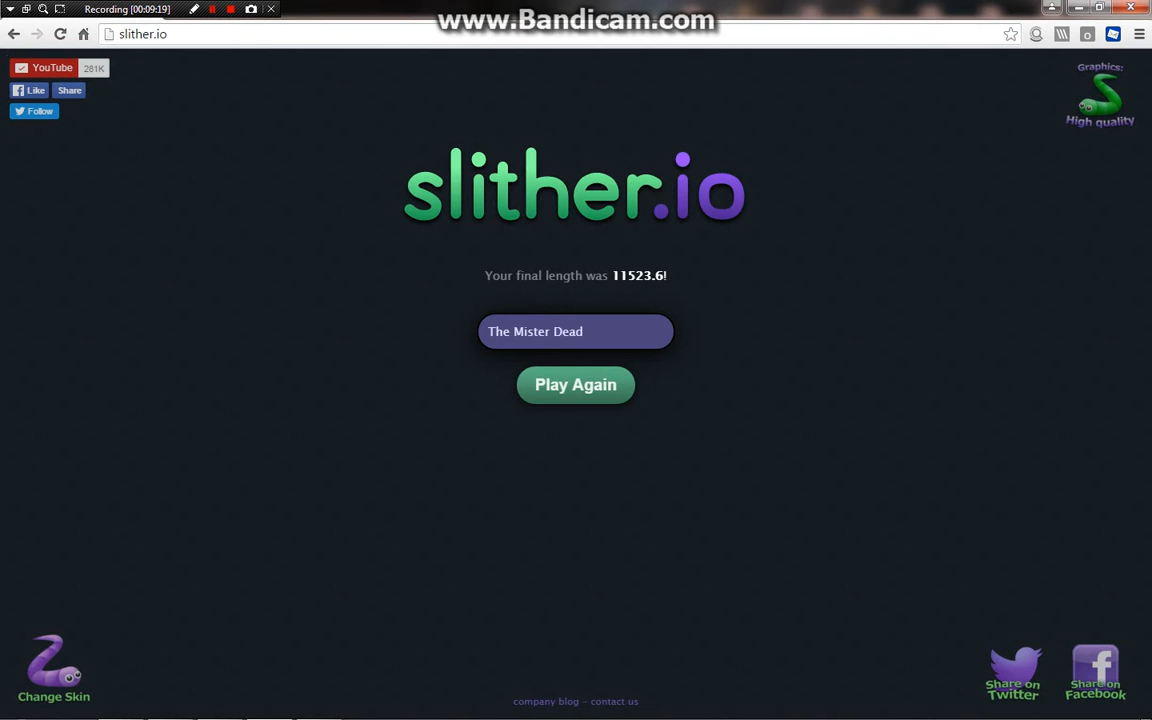 Recording [00:09:19]
www.Bandicam.com
slither.io
YouTube 281K
Like Share
Follow
Graphics:
High quality
slither.io
Your final length was 11523.6!
The Mister Dead
Play Again
Change Skin
company blog - contact us
Share on
Twitter
Share on
Facebook